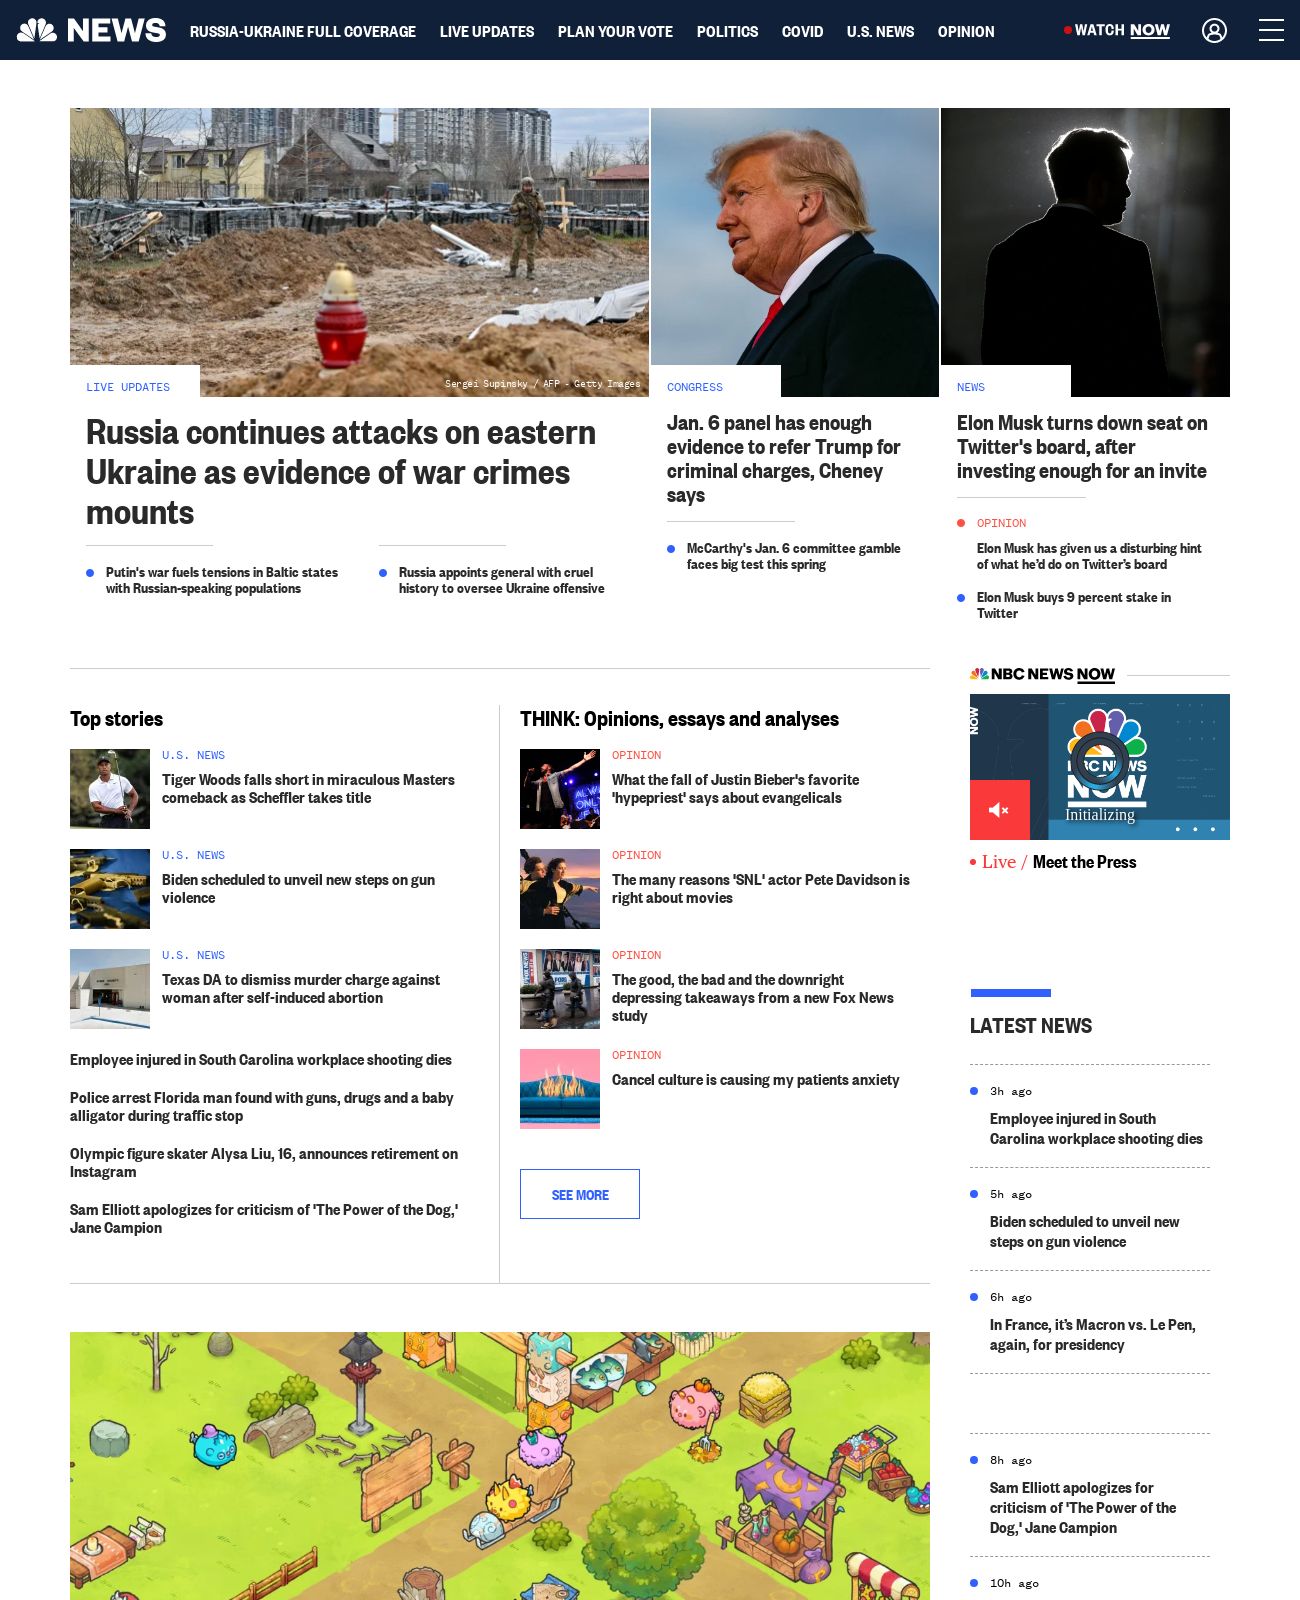 NEWS
RUSSIA-UKRAINE FULL COVERAGE
LIVE UPDATES
PLAN YOUR VOTE
POLITICS
COVID
U.S. NEWS
OPINION
WATCH NOW
Sergei Supinsky / AFP - Getty Images
LIVE UPDATES
Russia continues attacks on eastern
Ukraine as evidence of war crimes
mounts
Putin's war fuels tensions in Baltic states
with Russian-speaking populations
Russia appoints general with cruel
history to oversee Ukraine offensive
CONGRESS
Jan. 6 panel has enough
evidence to refer Trump for
criminal charges, Cheney
says
McCarthy's Jan. 6 committee gamble
faces big test this spring
NEWS
Elon Musk turns down seat on
Twitter's board, after
investing enough for an invite
OPINION
Elon Musk has given us a disturbing hint
of what he’d do on Twitter’s board
Elon Musk buys 9 percent stake in
Twitter
Top stories
U.S. NEWS
Tiger Woods falls short in miraculous Masters
comeback as Scheffler takes title
U.S. NEWS
Biden scheduled to unveil new steps on gun
violence
U.S. NEWS
Texas DA to dismiss murder charge against
woman after self-induced abortion
Employee injured in South Carolina workplace shooting dies
Police arrest Florida man found with guns, drugs and a baby
alligator during traffic stop
Olympic figure skater Alysa Liu, 16, announces retirement on
Instagram
Sam Elliott apologizes for criticism of 'The Power of the Dog,'
Jane Campion
THINK: Opinions, essays and analyses
OPINION
What the fall of Justin Bieber's favorite
'hypepriest' says about evangelicals
OPINION
The many reasons 'SNL' actor Pete Davidson is
right about movies
OPINION
The good, the bad and the downright
depressing takeaways from a new Fox News
study
OPINION
Cancel culture is causing my patients anxiety
SEE MORE
NBC NEWS NOW
NOW
NBC NEWS
NOW
Initializing
Live / Meet the Press
LATEST NEWS
3h ago
Employee injured in South
Carolina workplace shooting dies
5h ago
Biden scheduled to unveil new
steps on gun violence
6h ago
In France, it’s Macron vs. Le Pen,
again, for presidency
8h ago
Sam Elliott apologizes for
criticism of 'The Power of the
Dog,' Jane Campion
10h ago